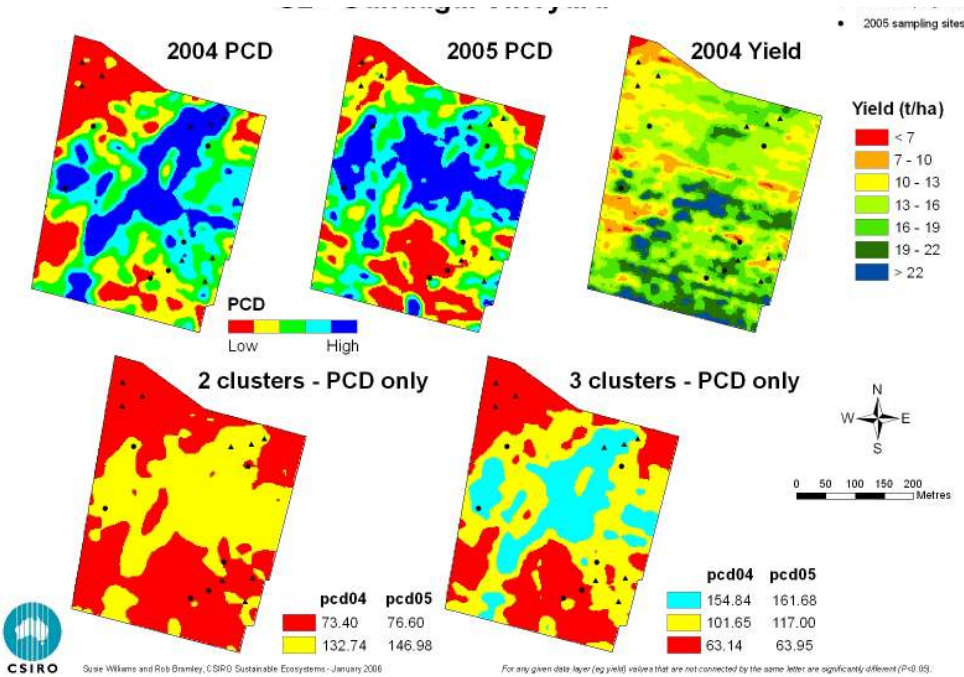 2005 sampling sites
2004 PCD
2005 PCD
2004 Yield
Yield (t/ha)
< 7
7 - 10
10 - 13
13 - 16
16 - 19
19 - 22
> 22
PCD
Low High
2 clusters - PCD only
3 clusters - PCD only
N
W E
S
0 50 100 150 200
Metres
pcd04 pcd05
73.40 76.60
132.74 146.98
pcd04 pcd05
154.84 161.68
101.65 117.00
63.14 63.95
CSIRO
Susie Williams and Rob Bramley, CSIRO Sustainable Ecosystems - January 2006
For any given data layer (eg yield) values that are not connected by the same letter are significantly different (P<0.05).